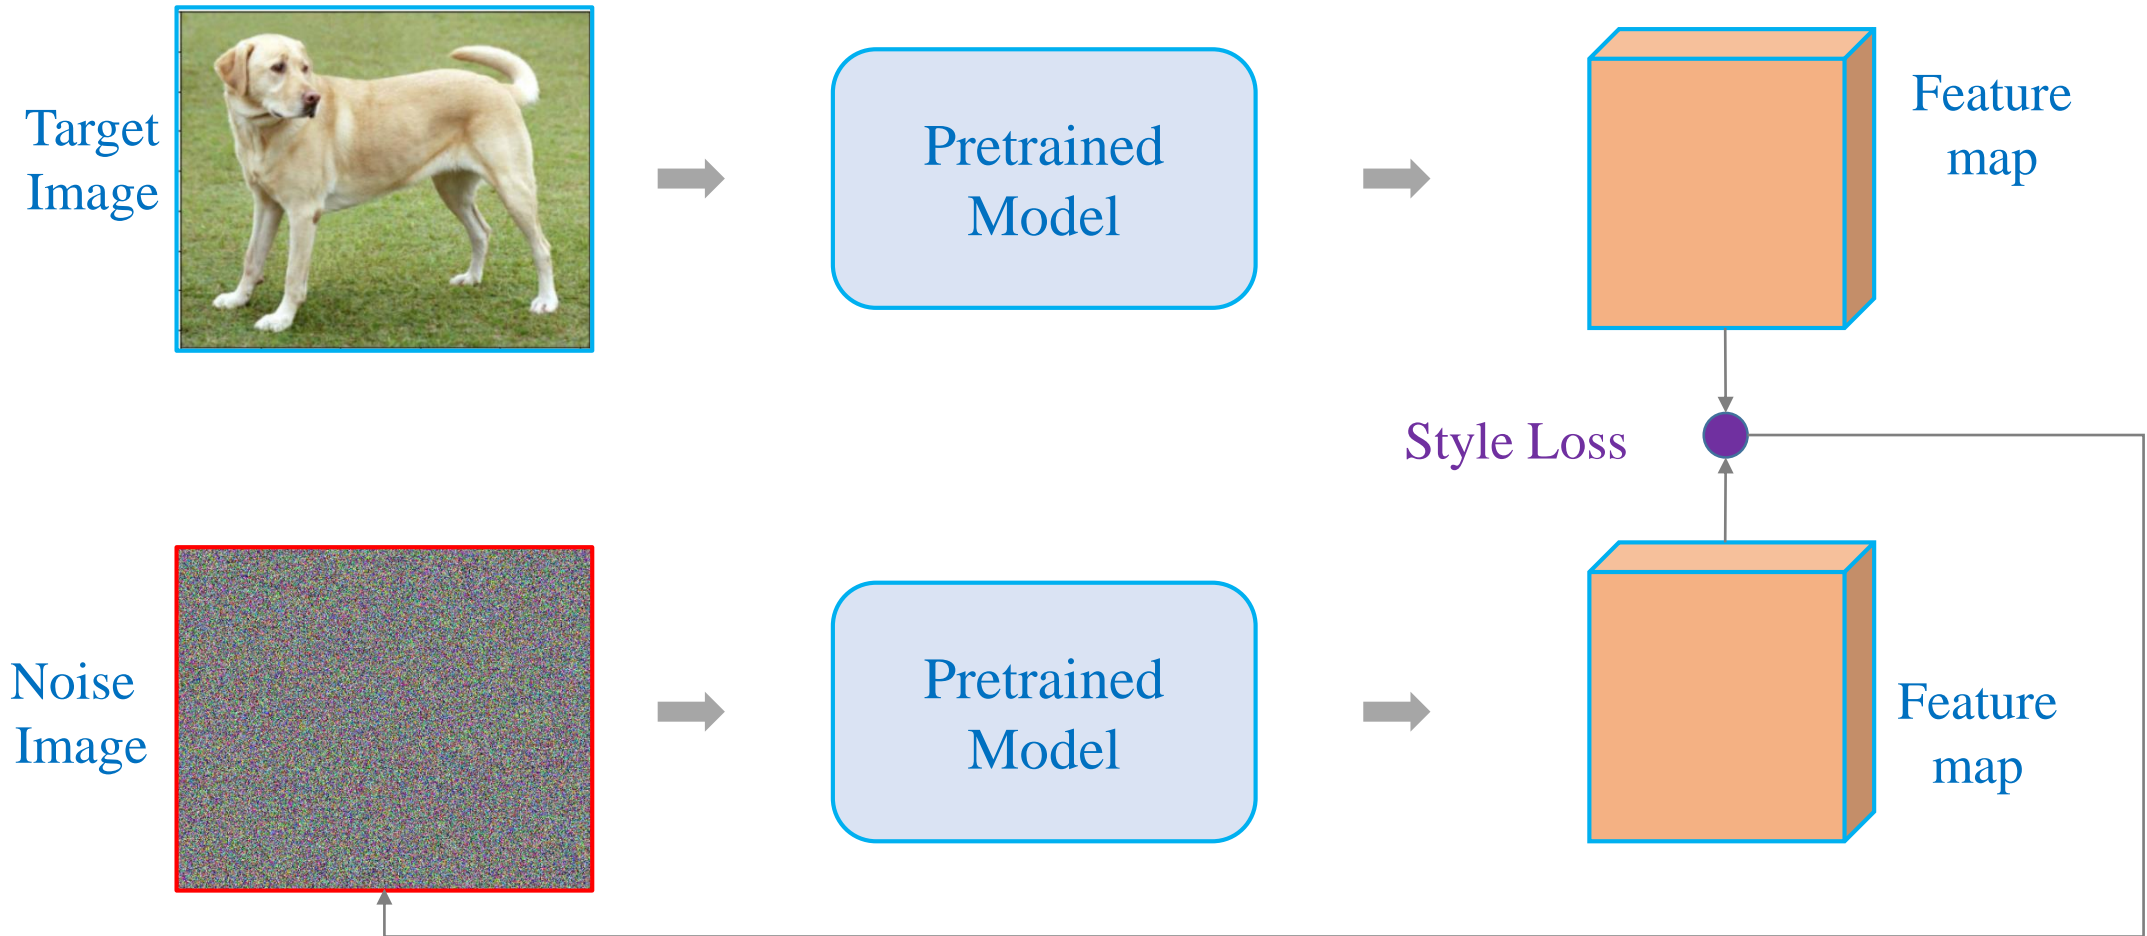 Target
Image
Pretrained
Model
Feature
map
Style Loss
Noise
Image
Pretrained
Model
Feature
map